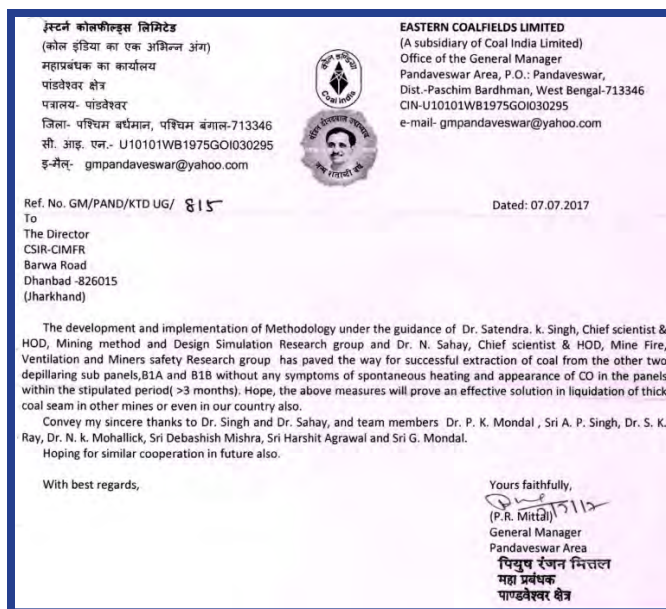 ईस्टर्न कोलफील्ड्स लिमिटेड
(कोल इंडिया का एक अभिन्न अंग)
महाप्रबंधक का कार्यालय
पांडवेश्वर क्षेत्र
पत्रालय- पांडवेश्वर
जिला- पश्चिम बर्धमान, पश्चिम बंगाल-713346
सी. आइ. एन.- U10101WB1975GOI030295
इ-मैल्- gmpandaveswar@yahoo.com
कोल इण्डिया
Coal India
जन्म शताब्दी वर्ष
EASTERN COALFIELDS LIMITED
(A subsidiary of Coal India Limited)
Office of the General Manager
Pandaveswar Area, P.O.: Pandaveswar,
Dist.-Paschim Bardhman, West Bengal-713346
CIN-U10101WB1975GOI030295
e-mail- gmpandaveswar@yahoo.com
Ref. No. GM/PAND/KTD UG/ 815
Dated: 07.07.2017
To
The Director
CSIR-CIMFR
Barwa Road
Dhanbad -826015
(Jharkhand)
The development and implementation of Methodology under the guidance of Dr. Satendra. k. Singh, Chief scientist &
HOD, Mining method and Design Simulation Research group and Dr. N. Sahay, Chief scientist & HOD, Mine Fire,
Ventilation and Miners safety Research group has paved the way for successful extraction of coal from the other two
depillaring sub panels,B1A and B1B without any symptoms of spontaneous heating and appearance of CO in the panels
within the stipulated period( >3 months). Hope, the above measures will prove an effective solution in liquidation of thick
coal seam in other mines or even in our country also.
Convey my sincere thanks to Dr. Singh and Dr. Sahay, and team members Dr. P. K. Mondal , Sri A. P. Singh, Dr. S. K.
Ray, Dr. N. k. Mohallick, Sri Debashish Mishra, Sri Harshit Agrawal and Sri G. Mondal.
Hoping for similar cooperation in future also.
With best regards,
Yours faithfully,
(P.R. Mittal)
General Manager
Pandaveswar Area
पियुष रंजन मित्तल
महा प्रबंधक
पाण्डवेश्वर क्षेत्र